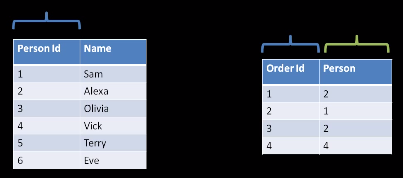 Person Id Name
1 Sam
2 Alexa
3 Olivia
4 Vick
5 Terry
6 Eve
Order Id Person
1 2
2 1
3 2
4 4